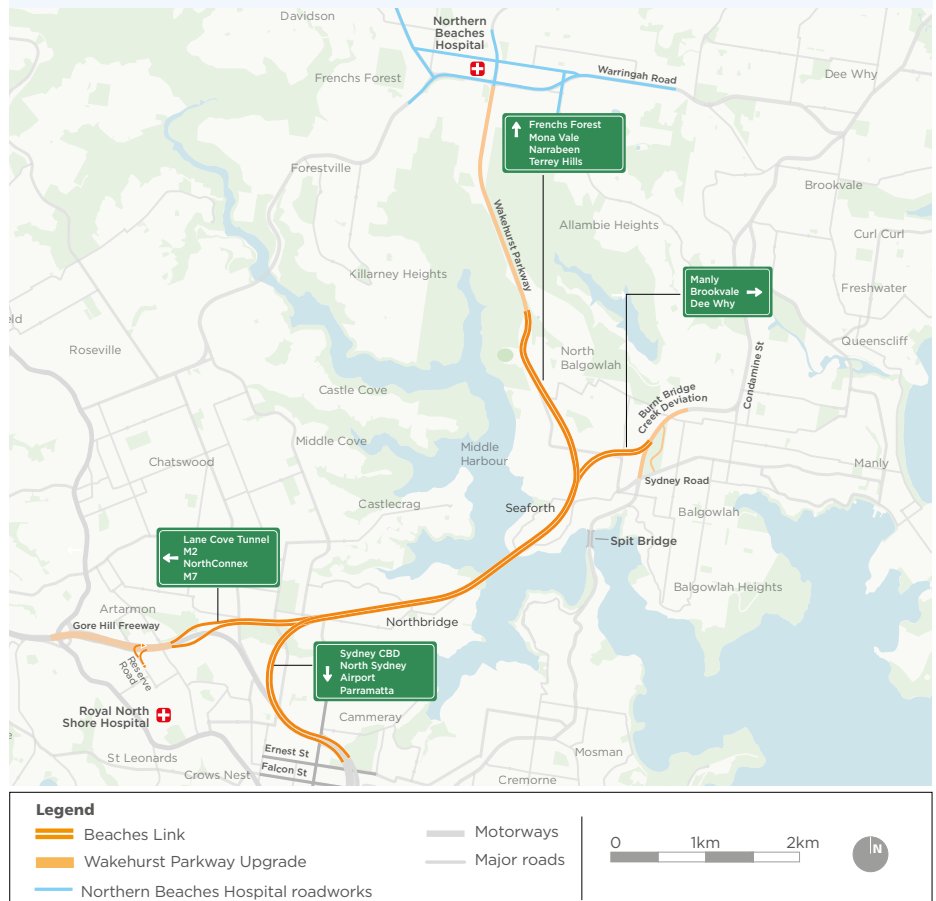 Davidson
Northern
Beaches
Hospital
Frenchs Forest
Warringah Road
Dee Why
Frenchs Forest
Mona Vale
Narrabeen
Terrey Hills
Forestville
Brookvale
Wakehurst Parkway
Allambie Heights
Curl Curl
Killarney Heights
Manly
Brookvale
Dee Why
Freshwater
eld
Roseville
North
Balgowlah
Queenscliff
Condamine St
Castle Cove
Burnt Bridge
Creek Deviation
Middle Cove
Middle
Harbour
Chatswood
Manly
Sydney Road
Castlecrag
Seaforth
Balgowlah
Spit Bridge
Lane Cove Tunnel
M2
NorthConnex
M7
Balgowlah Heights
Artarmon
Gore Hill Freeway
Northbridge
Reserve
Road
Sydney CBD
North Sydney
Airport
Parramatta
Royal North
Shore Hospital
Cammeray
St Leonards
Ernest St
Mosman
Crows Nest
Falcon St
Cremorne
e
Legend
Beaches Link
Wakehurst Parkway Upgrade
Northern Beaches Hospital roadworks
Motorways
Major roads
0 1km 2km
N